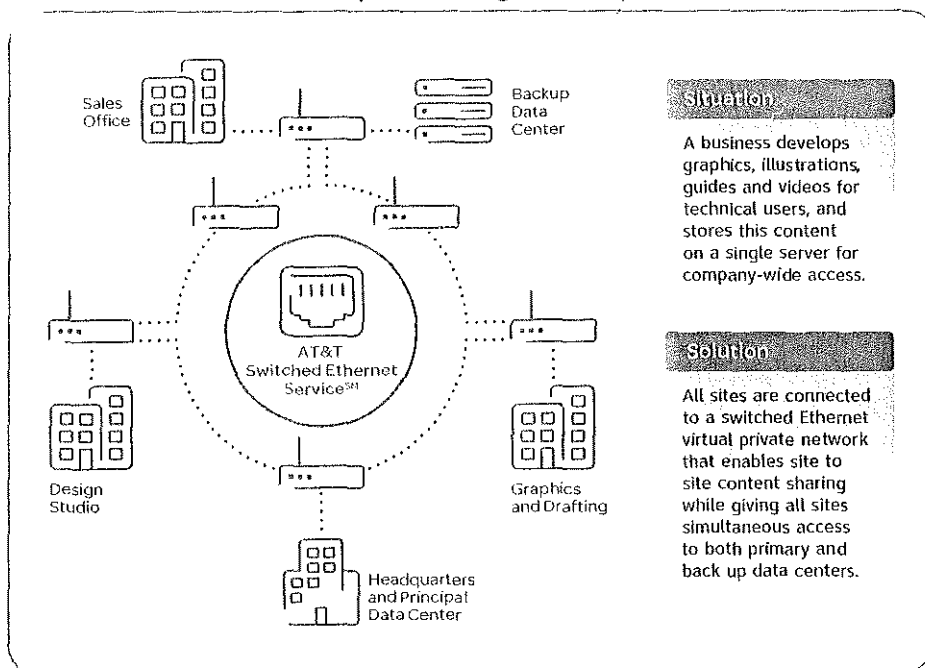 Sales
Office
Backup
Data
Center
AT&T
Switched Ethernet
Service℠
Design
Studio
Graphics
and Drafting
Headquarters
and Principal
Data Center
Situation
A business develops
graphics, illustrations,
guides and videos for
technical users, and
stores this content
on a single server for
company-wide access.
Solution
All sites are connected
to a switched Ethernet
virtual private network
that enables site to
site content sharing
while giving all sites
simultaneous access
to both primary and
back up data centers.